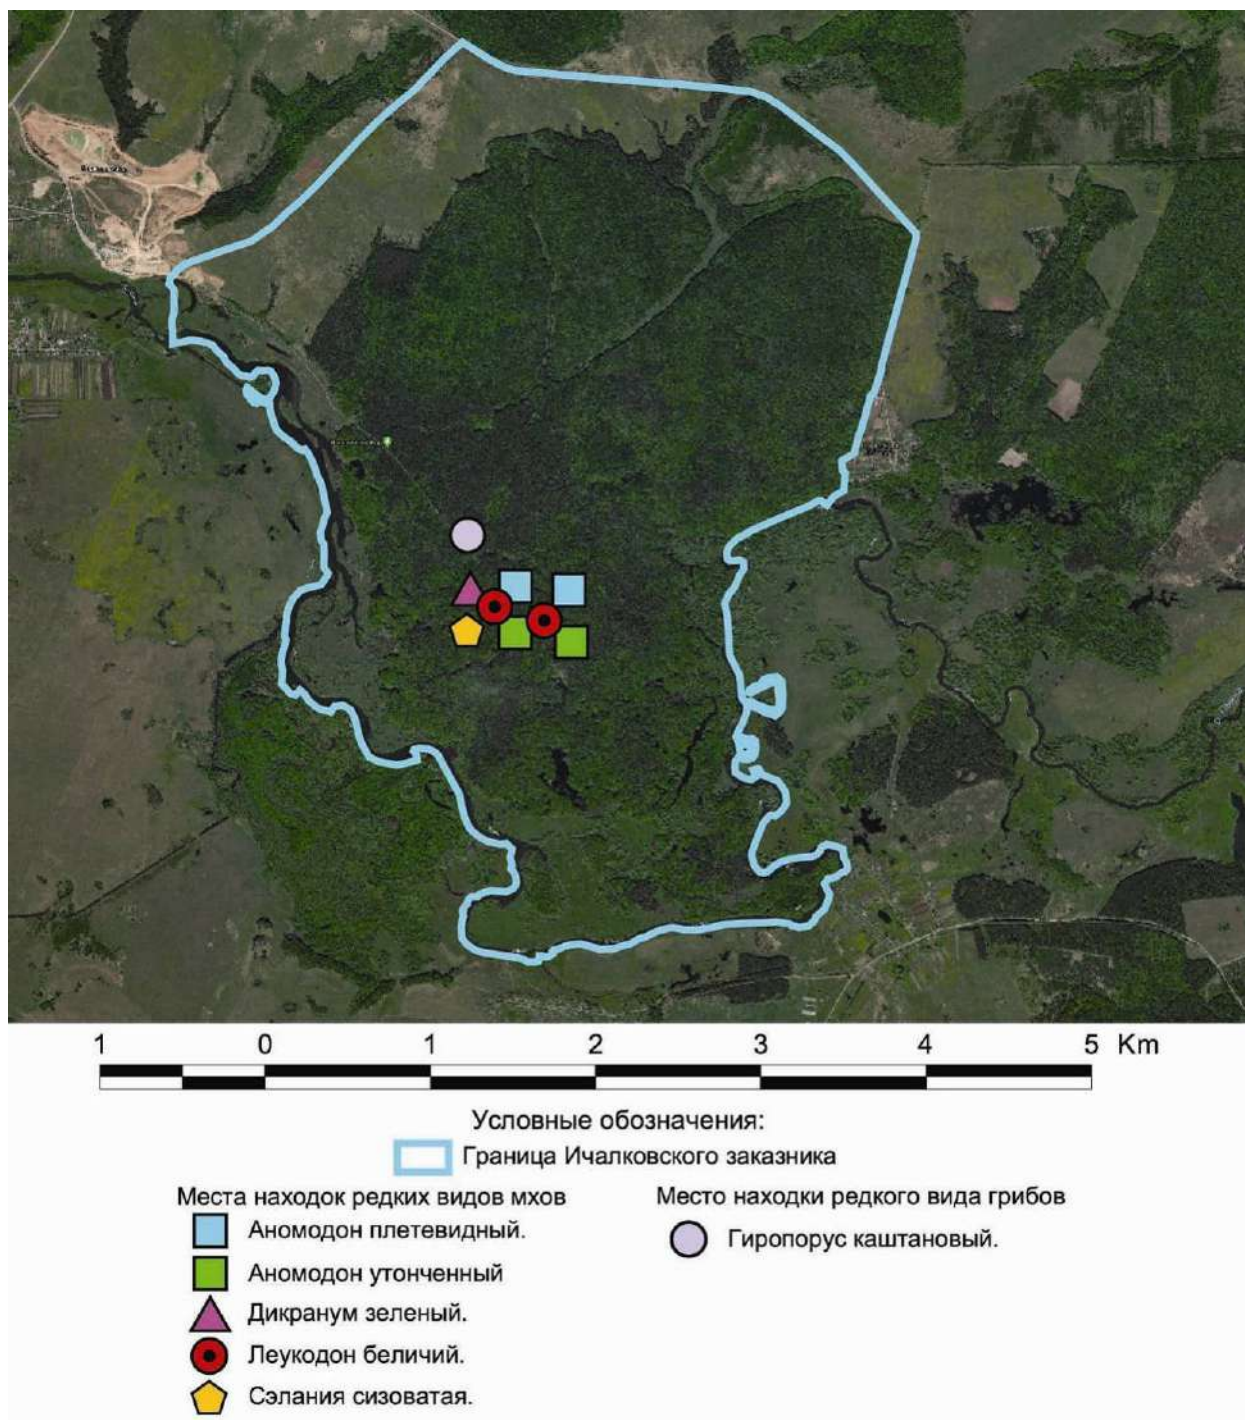 1 0 1 2 3 4 5 Km
Условные обозначения:
Граница Ичалковского заказника
Места находок редких видов мхов
Аномодон плетевидный.
Аномодон утонченный
Дикранум зеленый.
Леукодон беличий.
Сэлания сизоватая.
Место находки редкого вида грибов
Гиропорус каштановый.